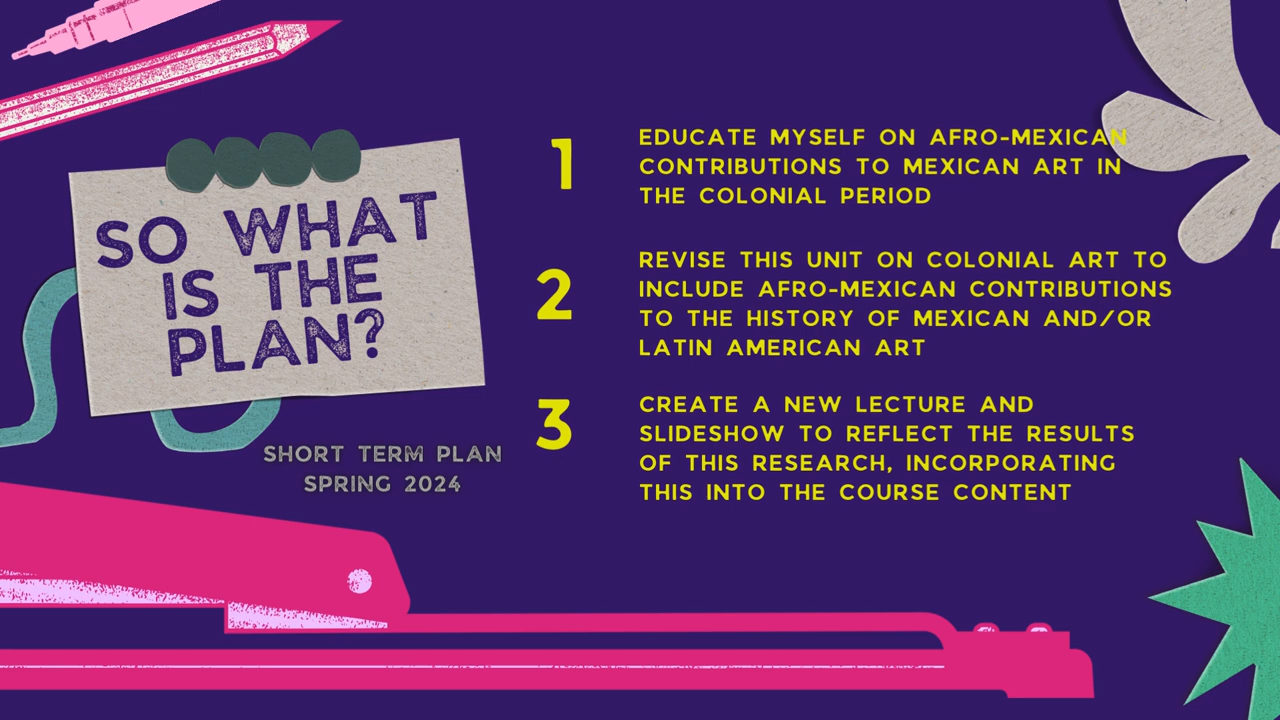 SO WHAT
IS THE
PLAN?
SHORT TERM PLAN
SPRING 2024
1
EDUCATE MYSELF ON AFRO-MEXICAN
CONTRIBUTIONS TO MEXICAN ART IN
THE COLONIAL PERIOD
2
REVISE THIS UNIT ON COLONIAL ART TO
INCLUDE AFRO-MEXICAN CONTRIBUTIONS
TO THE HISTORY OF MEXICAN AND/OR
LATIN AMERICAN ART
3
CREATE A NEW LECTURE AND
SLIDESHOW TO REFLECT THE RESULTS
OF THIS RESEARCH, INCORPORATING
THIS INTO THE COURSE CONTENT